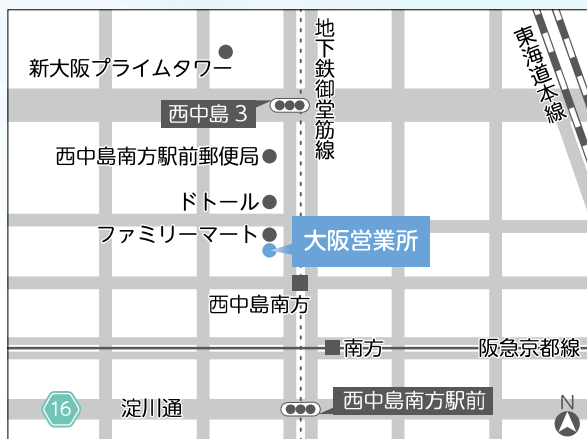 地下鉄御堂筋線
東海道本線
新大阪プライムタワー
西中島3
西中島南方駅前郵便局
ドトール
ファミリーマート
大阪営業所
西中島南方
南方
阪急京都線
西中島南方駅前
16
淀川通
N